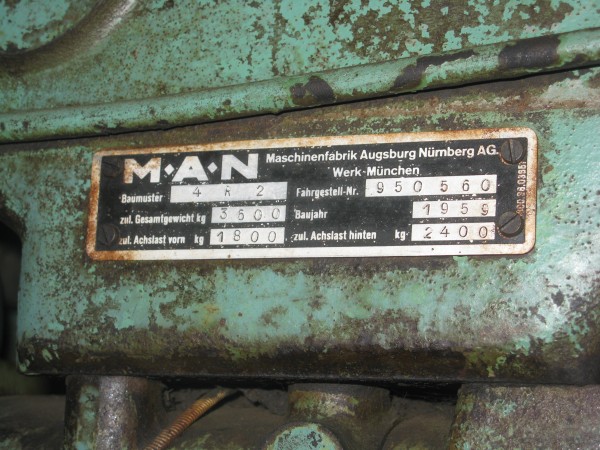 M·A·N Maschinenfabrik Augsburg Nürnberg AG.
Werk-München
Baumuster 4 R 2 Fahrgestell-Nr. 950 560
zul. Gesamtgewicht kg 3600 Baujahr 1959
zul. Achslast vorn kg 1800 zul. Achslast hinten kg 2400